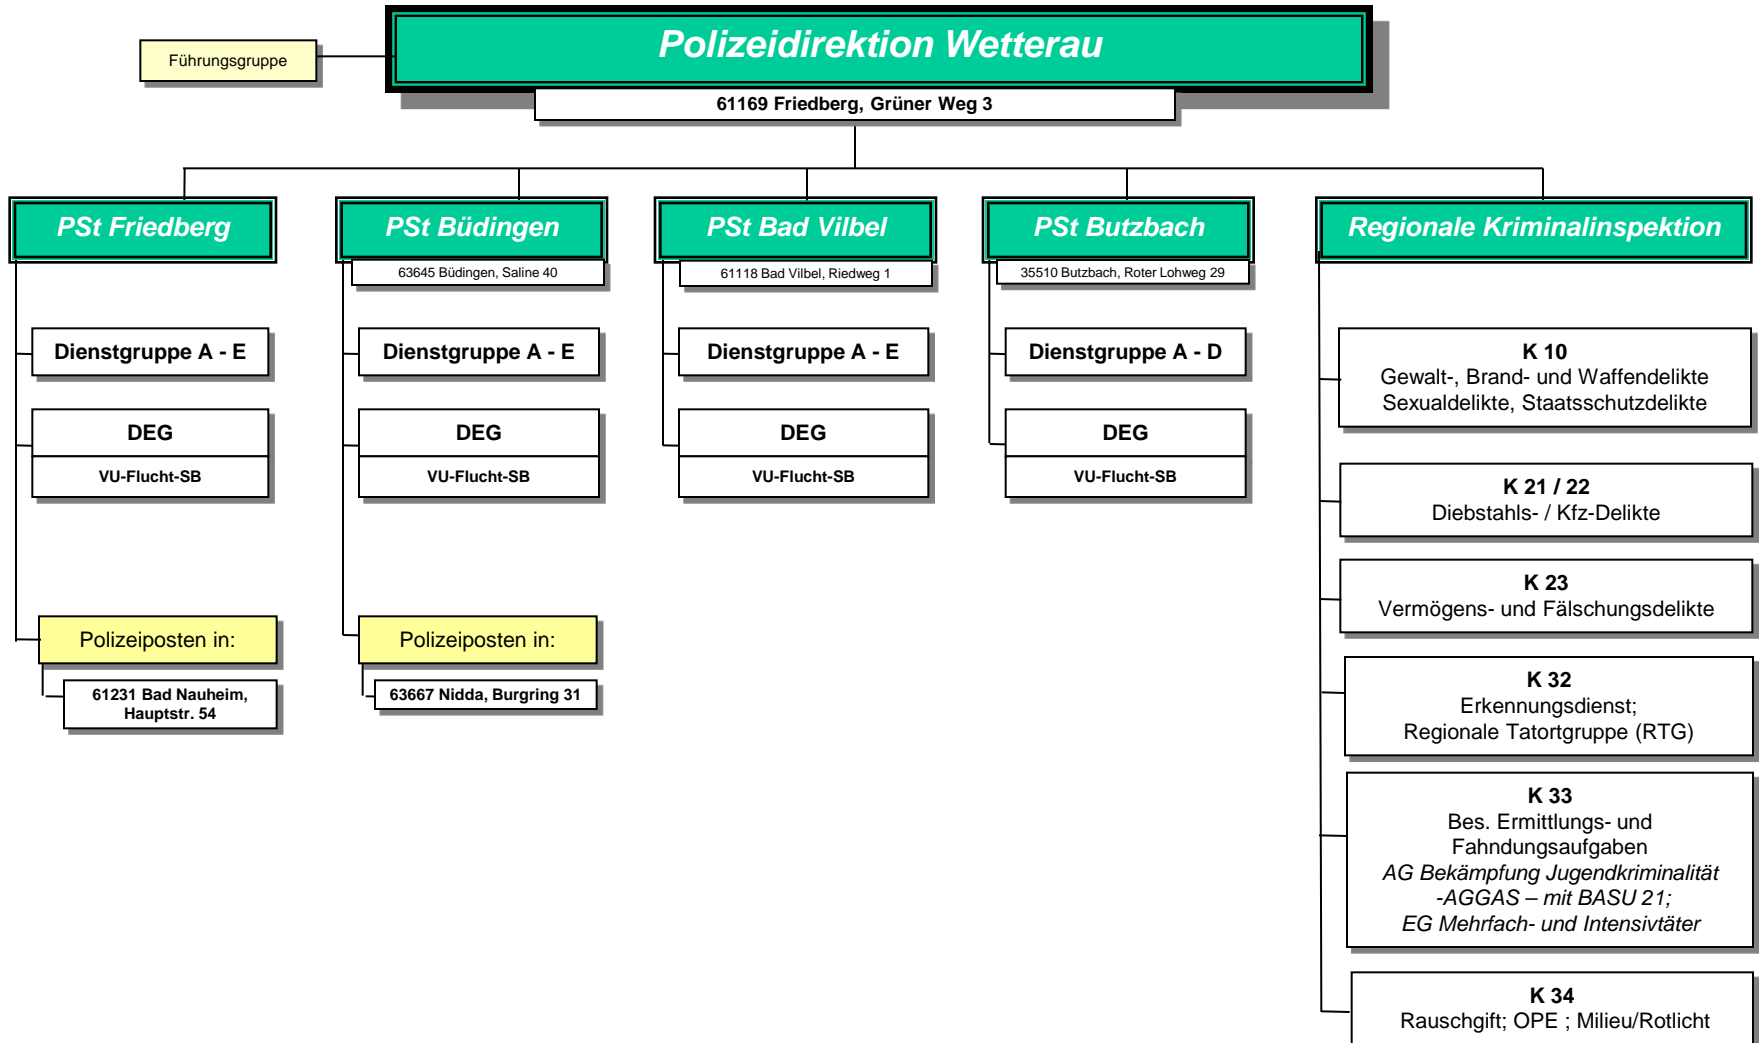 Führungsgruppe
Polizeidirektion Wetterau
61169 Friedberg, Grüner Weg 3
PSt Friedberg
Dienstgruppe A - E
DEG
VU-Flucht-SB
Polizeiposten in:
61231 Bad Nauheim,
Hauptstr. 54
PSt Büdingen
63645 Büdingen, Saline 40
Dienstgruppe A - E
DEG
VU-Flucht-SB
Polizeiposten in:
63667 Nidda, Burgring 31
PSt Bad Vilbel
61118 Bad Vilbel, Riedweg 1
Dienstgruppe A - E
DEG
VU-Flucht-SB
PSt Butzbach
35510 Butzbach, Roter Lohweg 29
Dienstgruppe A - D
DEG
VU-Flucht-SB
Regionale Kriminalinspektion
K 10
Gewalt-, Brand- und Waffendelikte
Sexualdelikte, Staatsschutzdelikte
K 21 / 22
Diebstahls- / Kfz-Delikte
K 23
Vermögens- und Fälschungsdelikte
K 32
Erkennungsdienst;
Regionale Tatortgruppe (RTG)
K 33
Bes. Ermittlungs- und
Fahndungsaufgaben
AG Bekämpfung Jugendkriminalität
-AGGAS – mit BASU 21;
EG Mehrfach- und Intensivtäter
K 34
Rauschgift; OPE ; Milieu/Rotlicht